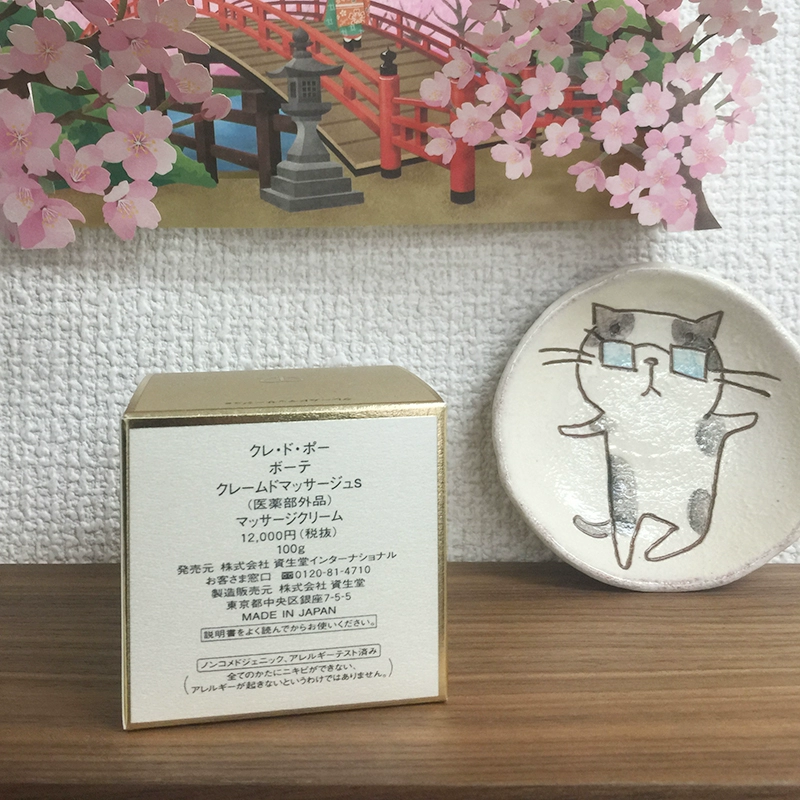 クレ・ド・ポー
ボーテ
クレームドマッサージュS
(医薬部外品)
マッサージクリーム
12,000円(税抜)
100g
発売元 株式会社 資生堂インターナショナル
お客さま窓口 0120-81-4710
製造販売元 株式会社 資生堂
東京都中央区銀座7-5-5
MADE IN JAPAN
説明書をよく読んでからお使いください。
ノンコメドジェニック、アレルギーテスト済み
(全てのかたにニキビができない、
アレルギーが起きないというわけではありません。)